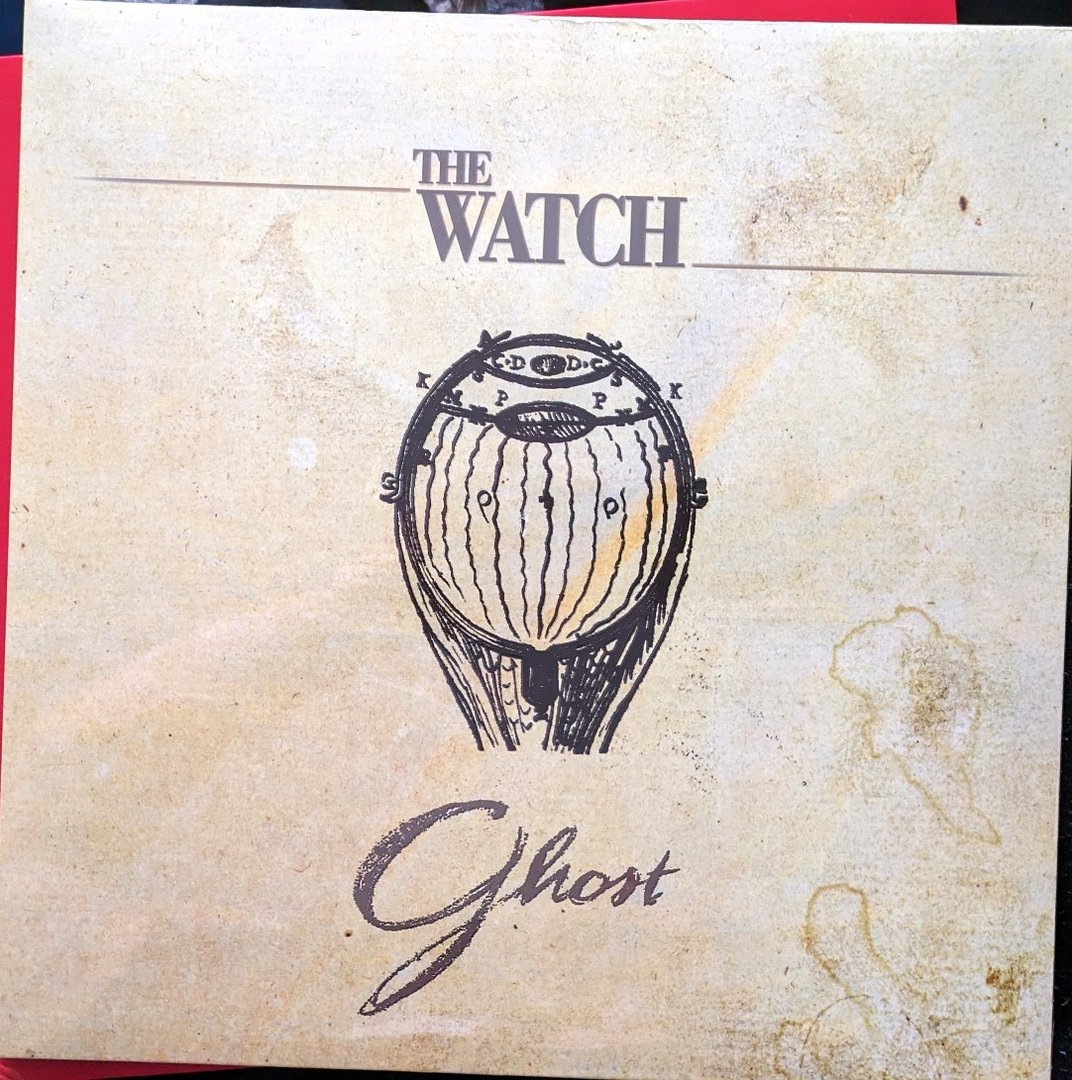 THE
WATCH
C·D D·C
K S S K
P P
S
O O
Ghost